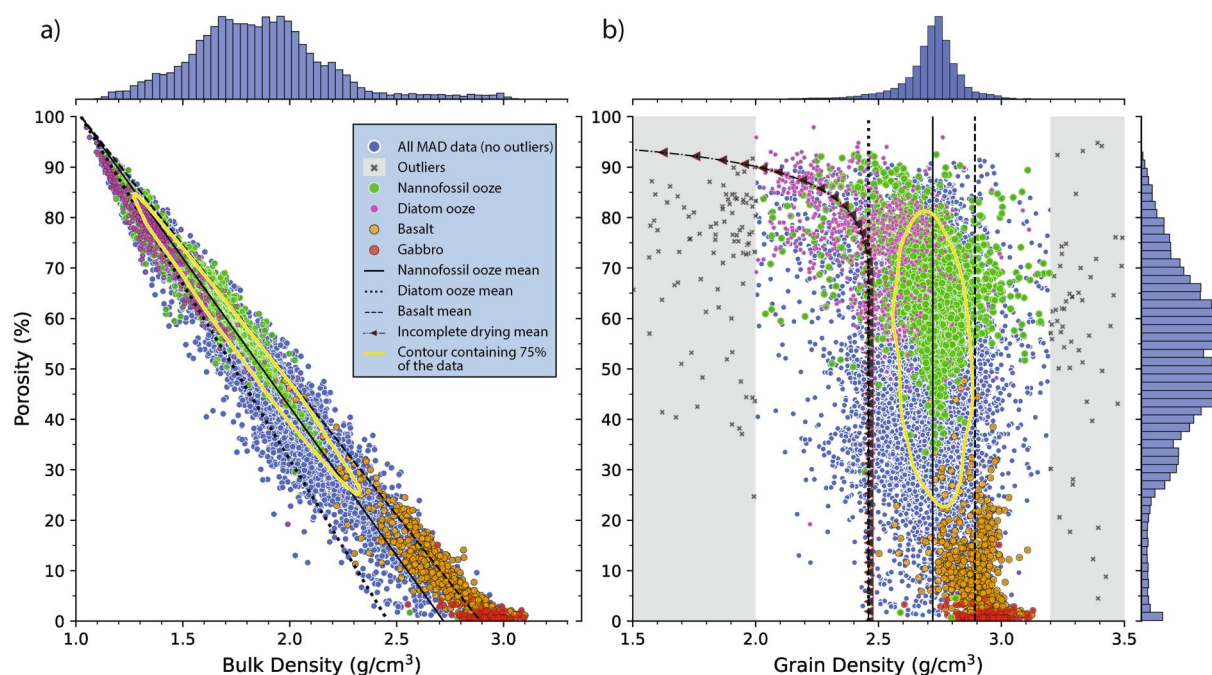 a)
b)
100
90
80
70
60
50
40
30
20
10
0
Porosity (%)
1.0 1.5 2.0 2.5 3.0
Bulk Density (g/cm³)
All MAD data (no outliers)
Outliers
Nannofossil ooze
Diatom ooze
Basalt
Gabbro
Nannofossil ooze mean
Diatom ooze mean
Basalt mean
Incomplete drying mean
Contour containing 75%
of the data
100
90
80
70
60
50
40
30
20
10
0
1.5 2.0 2.5 3.0 3.5
Grain Density (g/cm³)